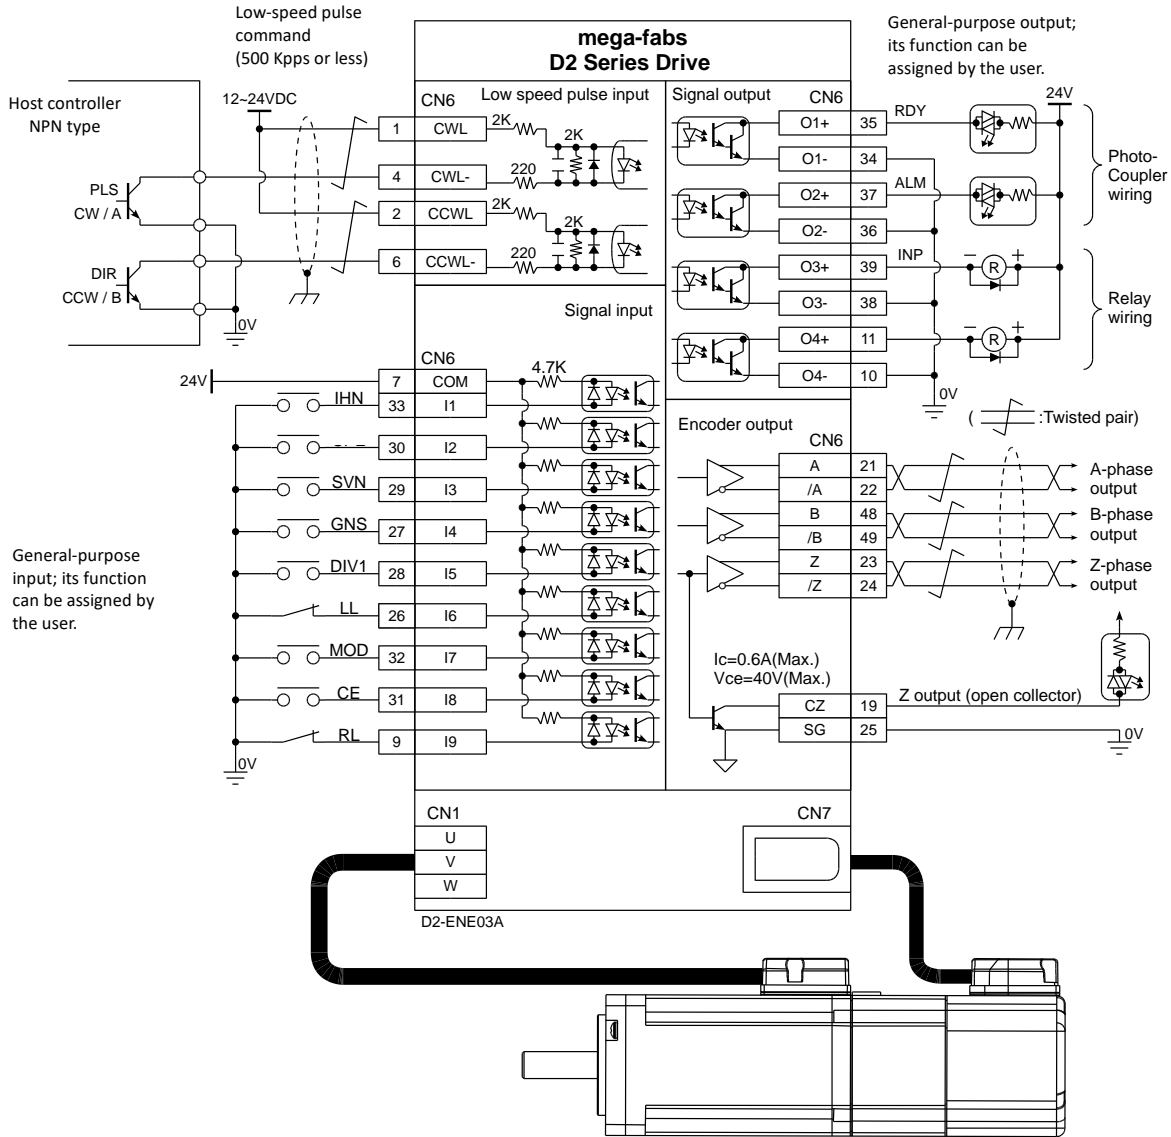 Low-speed pulse
command
(500 Kpps or less)
mega-fabs
D2 Series Drive
General-purpose output;
its function can be
assigned by the user.
Host controller
NPN type
12~24VDC
CN6
Low speed pulse input
Signal output
CN6
24V
1 CWL 2K
2K
4 CWL- 220
2 CCWL 2K
2K
6 CCWL- 220
PLS
CW / A
DIR
CCW / B
0V
O1+ 35 RDY
O1- 34
O2+ 37 ALM
O2- 36
O3+ 39 INP
O3- 38
O4+ 11
O4- 10
0V
R
R
Photo-
Coupler
wiring
Relay
wiring
Signal input
CN6
24V 7 COM 4.7K
IHN 33 I1
30 I2
SVN 29 I3
GNS 27 I4
DIV1 28 I5
LL 26 I6
MOD 32 I7
CE 31 I8
RL 9 I9
0V
General-purpose
input; its function
can be assigned by
the user.
Encoder output
CN6
( :Twisted pair)
A 21
/A 22
B 48
/B 49
Z 23
/Z 24
A-phase
output
B-phase
output
Z-phase
output
Ic=0.6A(Max.)
Vce=40V(Max.)
CZ 19 Z output (open collector)
SG 25
0V
CN1
U
V
W
CN7
D2-ENE03A